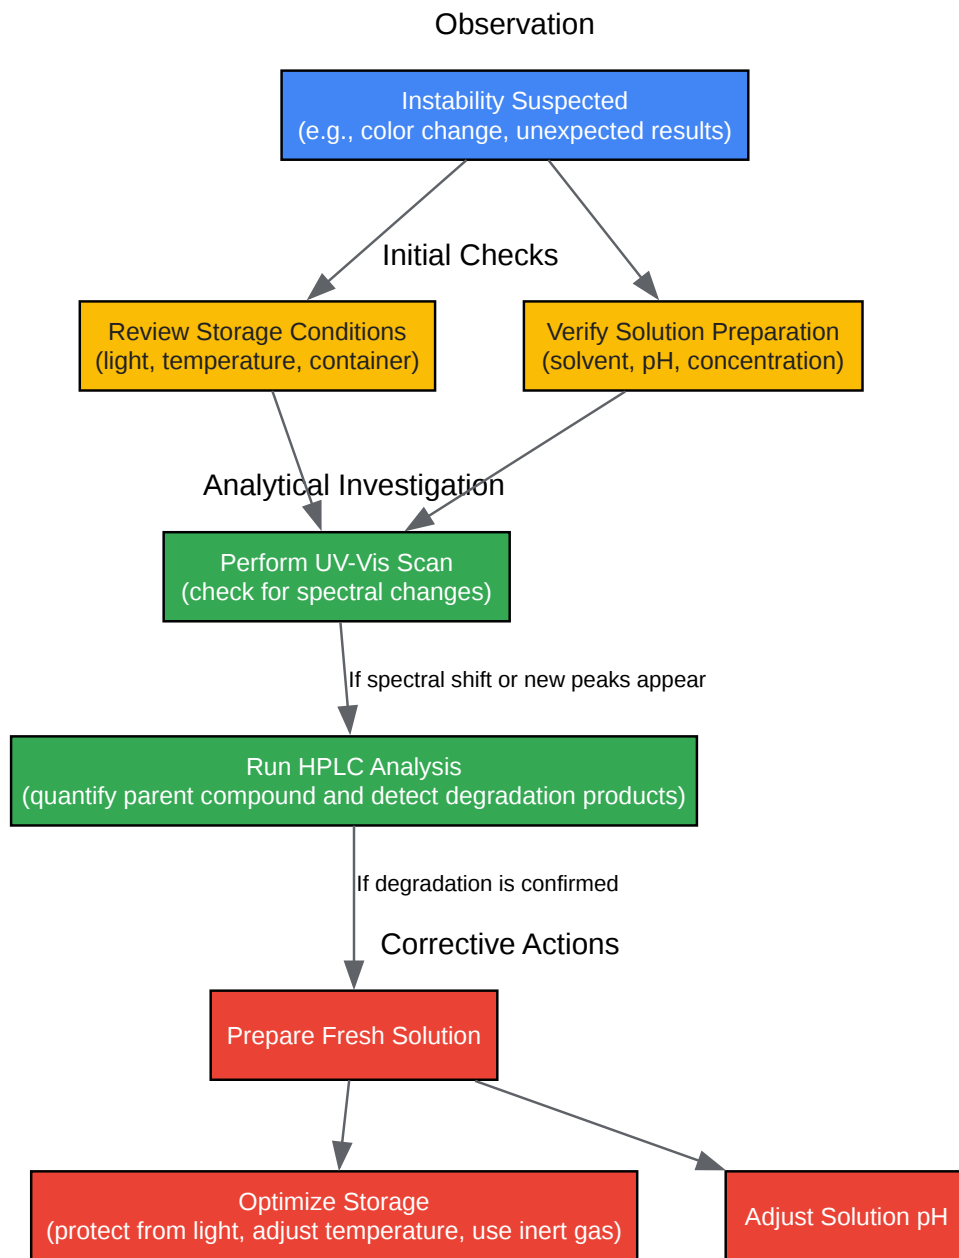 Observation
Instability Suspected
(e.g., color change, unexpected results)
Initial Checks
Review Storage Conditions
(light, temperature, container)
Verify Solution Preparation
(solvent, pH, concentration)
Analytical Investigation
Perform UV-Vis Scan
(check for spectral changes)
If spectral shift or new peaks appear
Run HPLC Analysis
(quantify parent compound and detect degradation products)
If degradation is confirmed
Corrective Actions
Prepare Fresh Solution
Optimize Storage
(protect from light, adjust temperature, use inert gas)
Adjust Solution pH